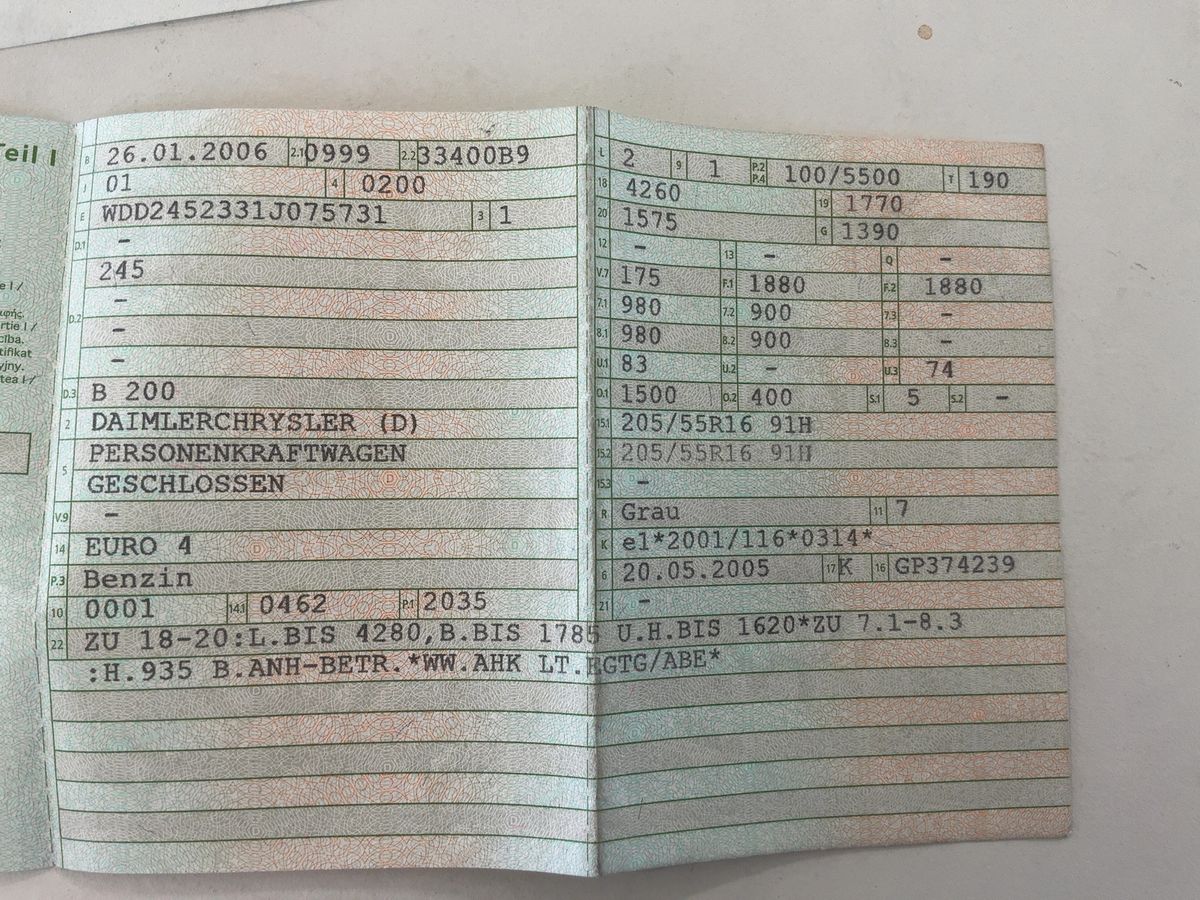 Teil I
B 26.01.2006 2.1 0999 2.2 33400B9
J 01 4 0200
E WDD2452331J075731 3 1
D.1 –
245
D.2 –
–
–
D.3 B 200
2 DAIMLERCHRYSLER (D)
5 PERSONENKRAFTWAGEN
GESCHLOSSEN
V.9 –
14 EURO 4
P.3 Benzin
10 0001 14.1 0462 P.1 2035
22 ZU 18-20:L.BIS 4280,B.BIS 1785 U.H.BIS 1620*ZU 7.1-8.3
:H.935 B.ANH-BETR.*WW.AHK LT.EGTG/ABE*
L 2 9 1 P.2 P.4 100/5500 T 190
18 4260 19 1770
20 1575 G 1390
12 – 13 – Q –
V.7 175 F.1 1880 F.2 1880
7.1 980 7.2 900 7.3 –
8.1 980 8.2 900 8.3 –
U.1 83 U.2 – U.3 74
O.1 1500 O.2 400 S.1 5 S.2 –
15.1 205/55R16 91H
15.2 205/55R16 91H
15.3 –
R Grau 11 7
K e1*2001/116*0314*
6 20.05.2005 17 K 16 GP374239
21 –
e I /
rtie I /
tifikat
tea I /